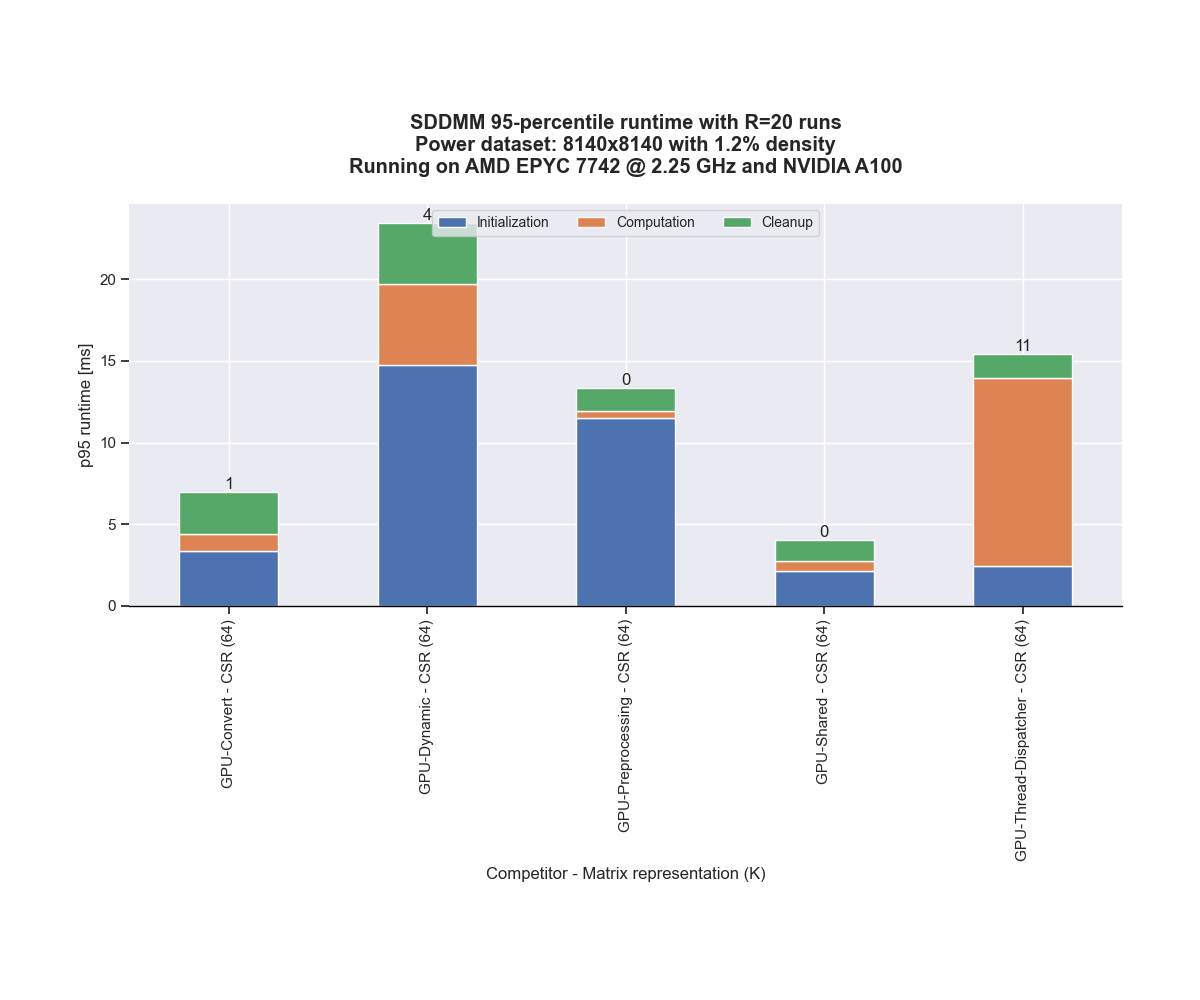 SDDMM 95-percentile runtime with R=20 runs
Power dataset: 8140x8140 with 1.2% density
Running on AMD EPYC 7742 @ 2.25 GHz and NVIDIA A100
Initialization Computation Cleanup
4
20
15
10
5
0
p95 runtime [ms]
1
0
0
11
GPU-Convert - CSR (64)
GPU-Dynamic - CSR (64)
GPU-Preprocessing - CSR (64)
GPU-Shared - CSR (64)
GPU-Thread-Dispatcher - CSR (64)
Competitor - Matrix representation (K)